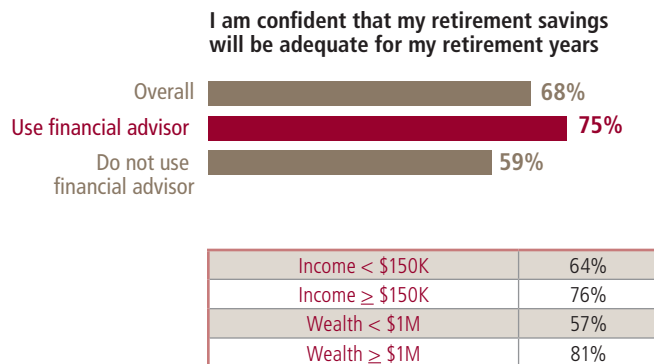 I am confident that my retirement savings
will be adequate for my retirement years
Overall 68%
Use financial advisor 75%
Do not use
financial advisor 59%
Income < $150K 64%
Income ≥ $150K 76%
Wealth < $1M 57%
Wealth ≥ $1M 81%